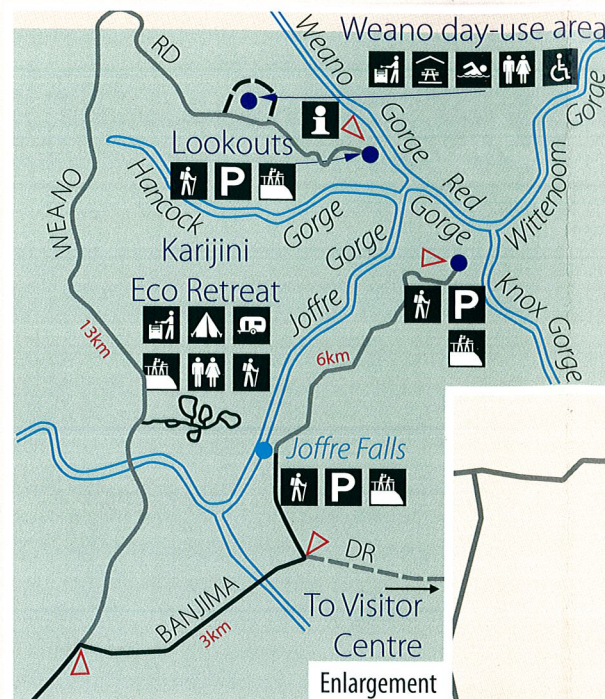 Weano day-use area
RD
Weano
Gorge
Gorge
i
Lookouts
P
Hancock
Gorge
Gorge
Red
Gorge
Wittenoom
WEANO
Karijini
Eco Retreat
Joffre
P
Knox Gorge
13km
6km
Joffre Falls
P
DR
BANJIMA
3km
To Visitor
Centre
Enlargement